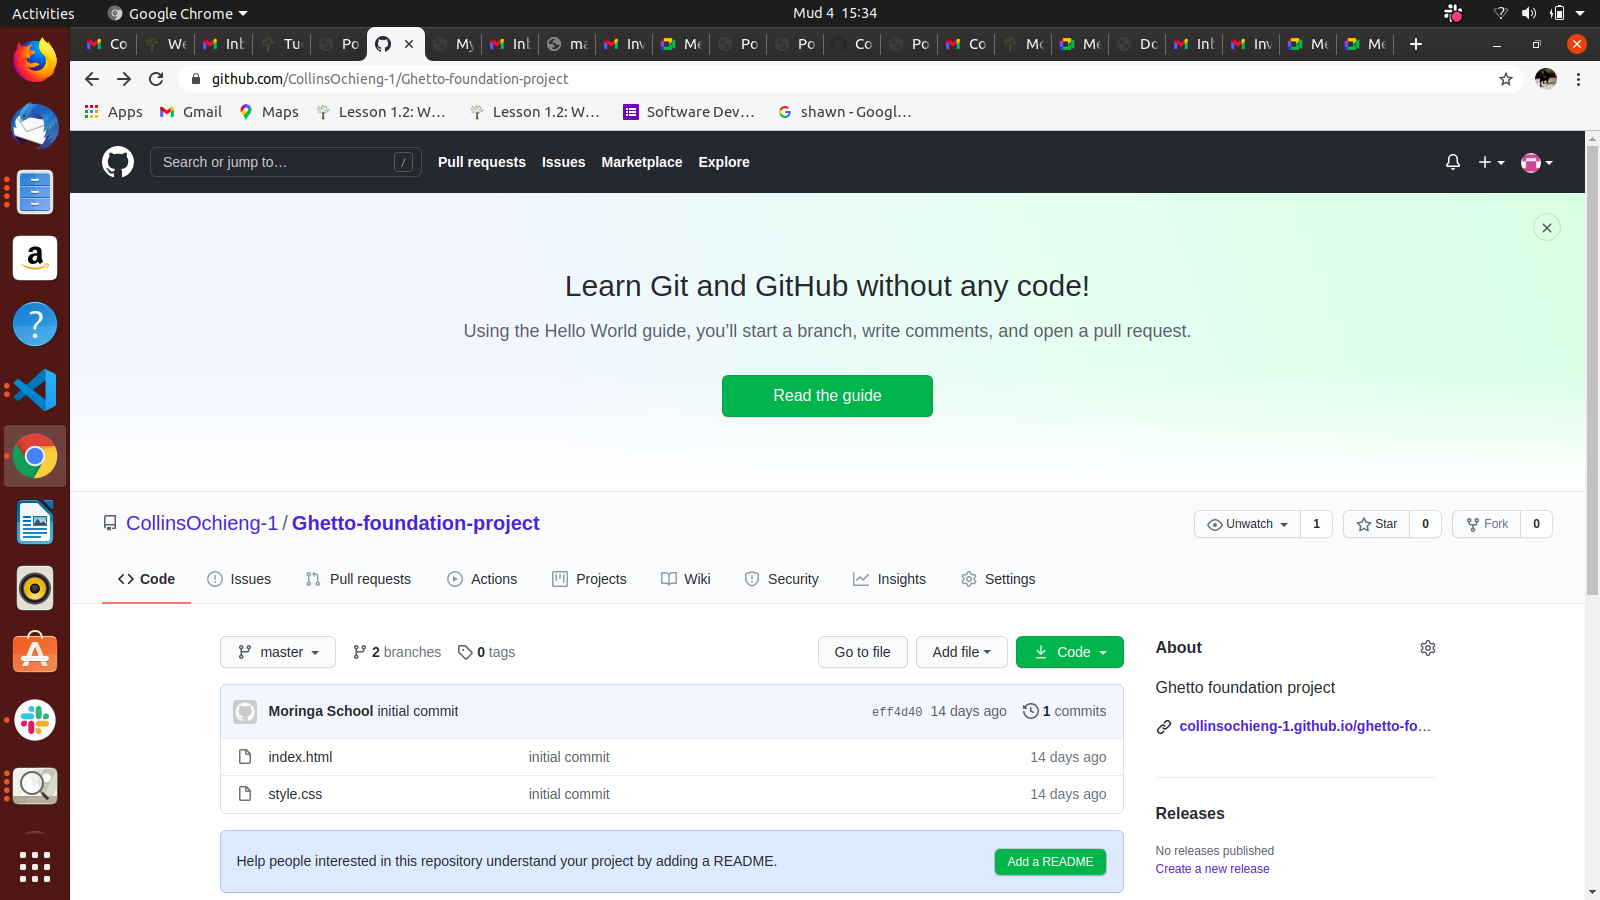 Activities Google Chrome Mud 4 15:34
Co We Inb Tu Po My Inb ma Inv Me Po Po Co Po Co Mo Me Do Inb Inv Me Me
github.com/CollinsOchieng-1/Ghetto-foundation-project
Apps Gmail Maps Lesson 1.2: W... Lesson 1.2: W... Software Dev... shawn - Googl...
Search or jump to... / Pull requests Issues Marketplace Explore
Learn Git and GitHub without any code!
Using the Hello World guide, you’ll start a branch, write comments, and open a pull request.
Read the guide
CollinsOchieng-1 / Ghetto-foundation-project Unwatch 1 Star 0 Fork 0
Code Issues Pull requests Actions Projects Wiki Security Insights Settings
master 2 branches 0 tags Go to file Add file Code
About
Ghetto foundation project
collinsochieng-1.github.io/ghetto-fo...
Moringa School initial commit eff4d40 14 days ago 1 commits
index.html initial commit 14 days ago
style.css initial commit 14 days ago
Releases
No releases published
Create a new release
Help people interested in this repository understand your project by adding a README. Add a README